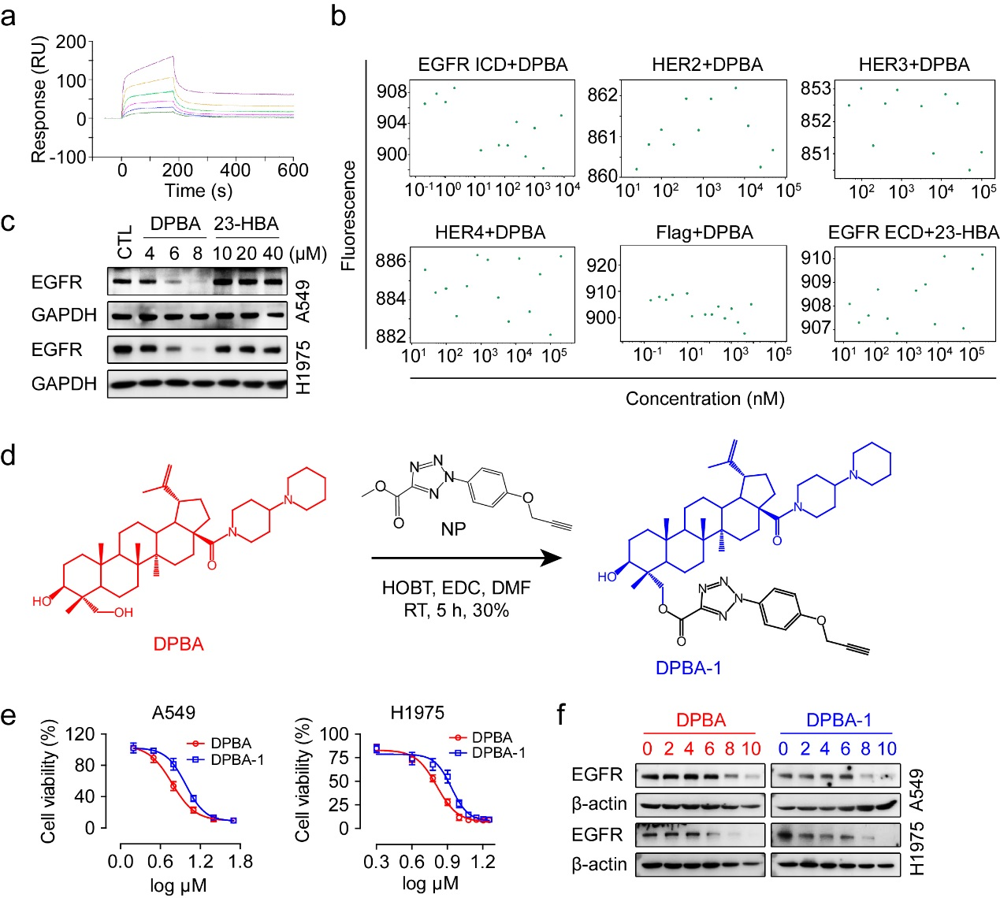 a
200
100
0
-100
Response (RU)
0 200 400 600
Time (s)
b
Fluorescence
EGFR ICD+DPBA
908
904
900
10-1 100 101 102 103 104
HER2+DPBA
862
861
860
101 102 103 104 105
HER3+DPBA
853
852
851
102 103 104 105
HER4+DPBA
886
884
882
101 102 103 104 105
Flag+DPBA
920
910
900
10-1 101 103 105
EGFR ECD+23-HBA
910
909
908
907
101 102 103 104 105
Concentration (nM)
c
CTL DPBA 23-HBA
4 6 8 10 20 40 (μM)
EGFR
GAPDH
A549
EGFR
GAPDH
H1975
d
HO
OH
O
N
N
DPBA
O
O
N N
N
N
O
NP
HOBT, EDC, DMF
RT, 5 h, 30%
HO
O
N
N
O
O
N N
N
N
O
DPBA-1
e
A549
Cell viability (%)
120
80
40
0
DPBA
DPBA-1
0.0 0.6 1.2 1.8
log μM
H1975
Cell viability (%)
100
75
50
25
0
DPBA
DPBA-1
0.3 0.6 0.9 1.2
log μM
f
DPBA DPBA-1
0 2 4 6 8 10 0 2 4 6 8 10
EGFR
β-actin
A549
EGFR
β-actin
H1975